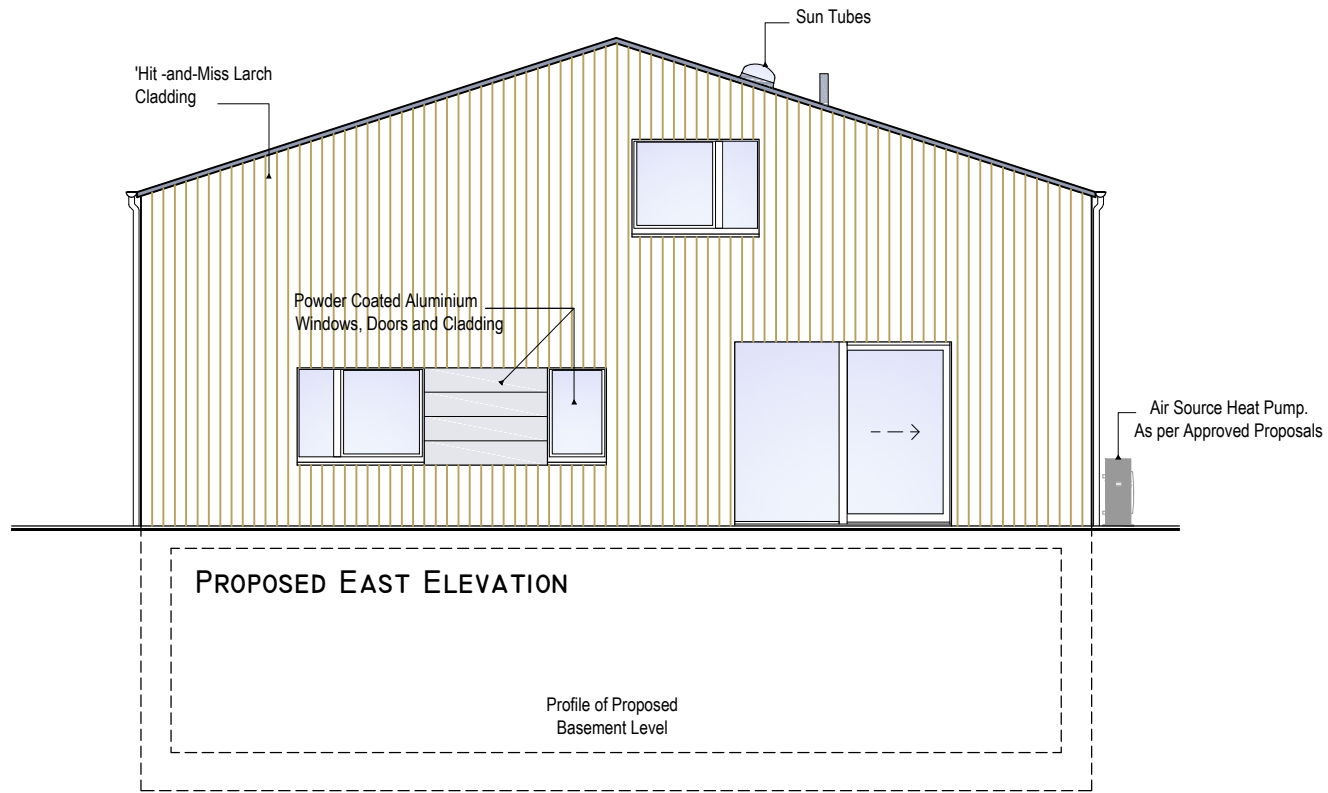 Sun Tubes
'Hit -and-Miss Larch
Cladding
Powder Coated Aluminium
Windows, Doors and Cladding
Air Source Heat Pump.
As per Approved Proposals
PROPOSED EAST ELEVATION
Profile of Proposed
Basement Level